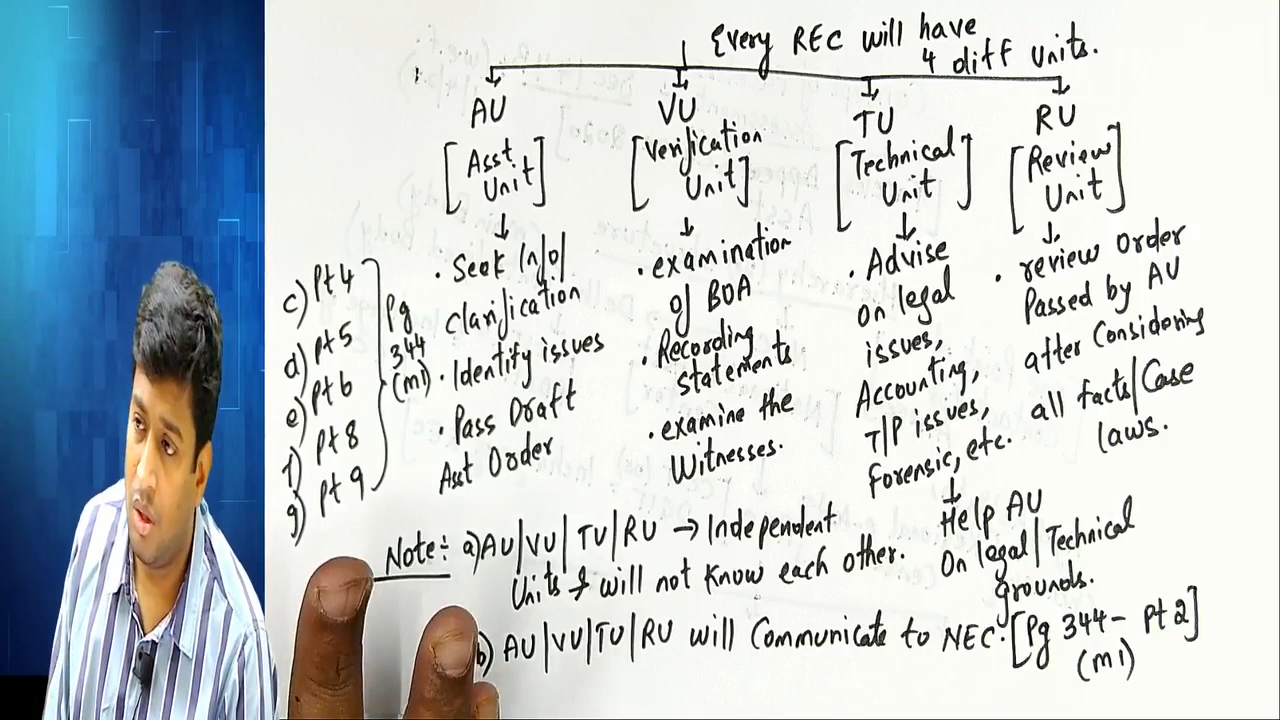 Every REC will have
4 diff units.
AU
[Asst
Unit]
• Seek info/
clarification
• Identify issues
• Pass Draft
Asst Order
VU
[Verification
Unit]
• examination
of BOA
• Recording
statements
• examine the
Witnesses.
TU
[Technical
Unit]
• Advise
on legal
issues,
Accounting,
T/P issues,
Forensic, etc.
Help AU
On legal/Technical
grounds.
RU
[Review
Unit]
• review Order
Passed by AU
after Considering
all facts/Case
laws.
c) Pt 4
d) Pt 5
e) Pt 6
f) Pt 8
g) Pt 9
Pg
344
(M1)
Note: a) AU/VU/TU/RU → Independent
Units & will not know each other.
b) AU/VU/TU/RU will Communicate to NEC. [Pg 344 - Pt 2]
(M1)